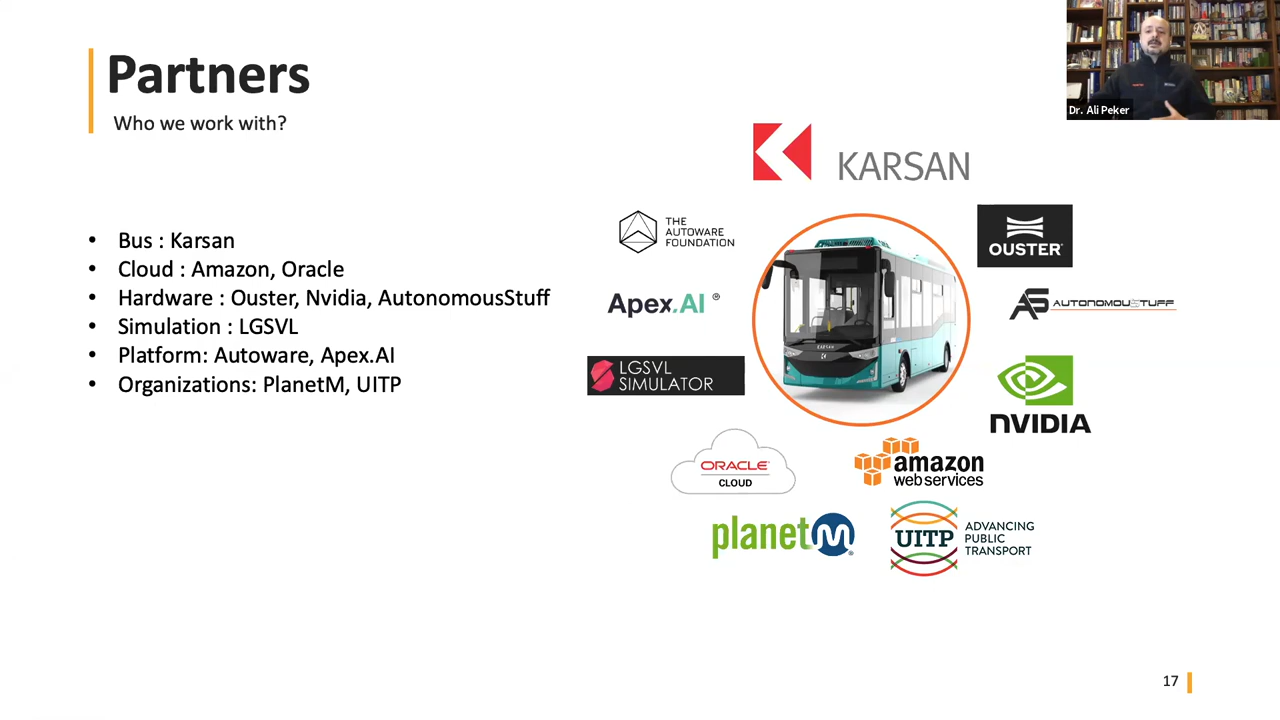 Partners
Who we work with?
• Bus : Karsan
• Cloud : Amazon, Oracle
• Hardware : Ouster, Nvidia, AutonomousStuff
• Simulation : LGSVL
• Platform: Autoware, Apex.AI
• Organizations: PlanetM, UITP
Dr. Ali Peker
KARSAN
THE
AUTOWARE
FOUNDATION
OUSTER
Apex.AI ®
AS AUTONOMOUSTUFF
LGSVL
SIMULATOR
KARSAN
NVIDIA
ORACLE
CLOUD
amazon
web services
planetM
UITP
ADVANCING
PUBLIC
TRANSPORT
17